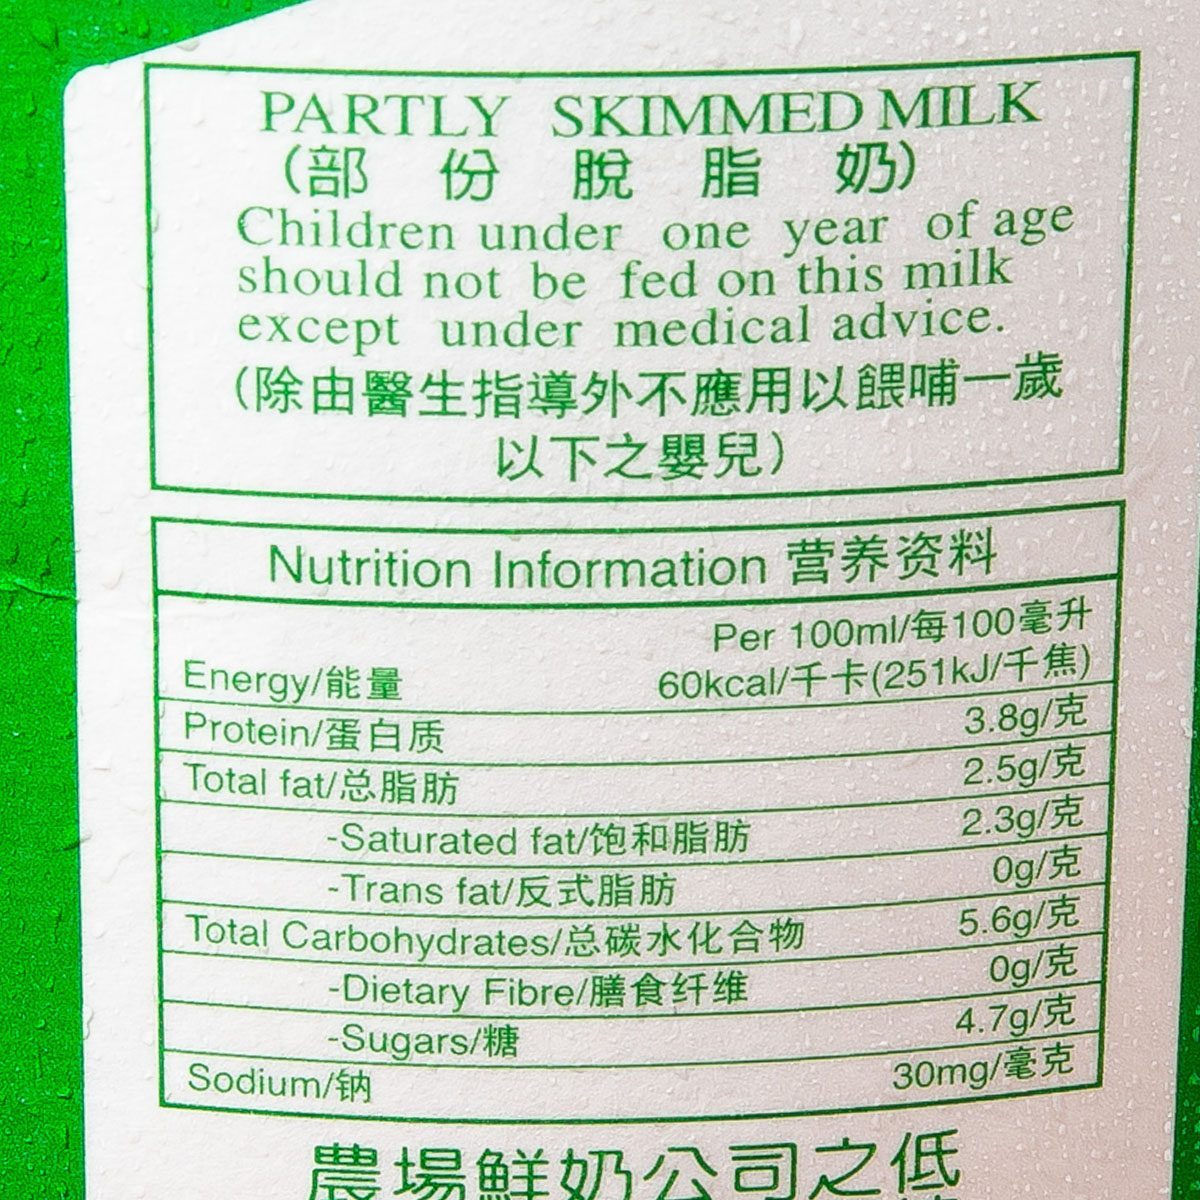 PARTLY SKIMMED MILK
(部 份 脫 脂 奶)
Children under one year of age
should not be fed on this milk
except under medical advice.
(除由醫生指導外不應用以餵哺一歲
以下之嬰兒)
Nutrition Information 营养资料
Per 100ml/每100毫升
Energy/能量 60kcal/千卡(251kJ/千焦)
Protein/蛋白质 3.8g/克
Total fat/总脂肪 2.5g/克
-Saturated fat/饱和脂肪 2.3g/克
-Trans fat/反式脂肪 0g/克
Total Carbohydrates/总碳水化合物 5.6g/克
-Dietary Fibre/膳食纤维 0g/克
-Sugars/糖 4.7g/克
Sodium/钠 30mg/毫克
農場鮮奶公司之低